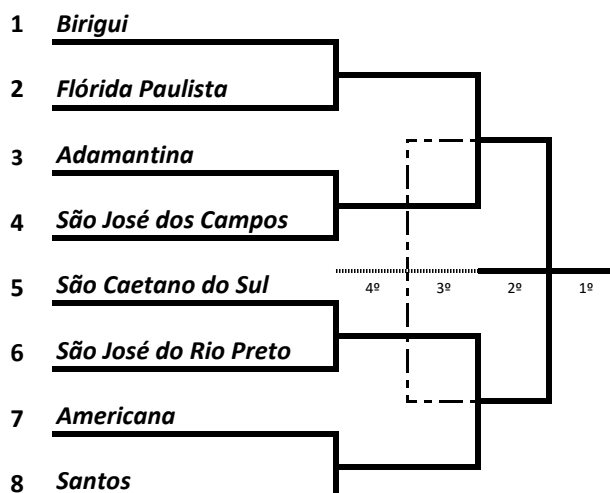 1 Birigui
2 Flórida Paulista
3 Adamantina
4 São José dos Campos
4º 3º 2º 1º
5 São Caetano do Sul
6 São José do Rio Preto
7 Americana
8 Santos